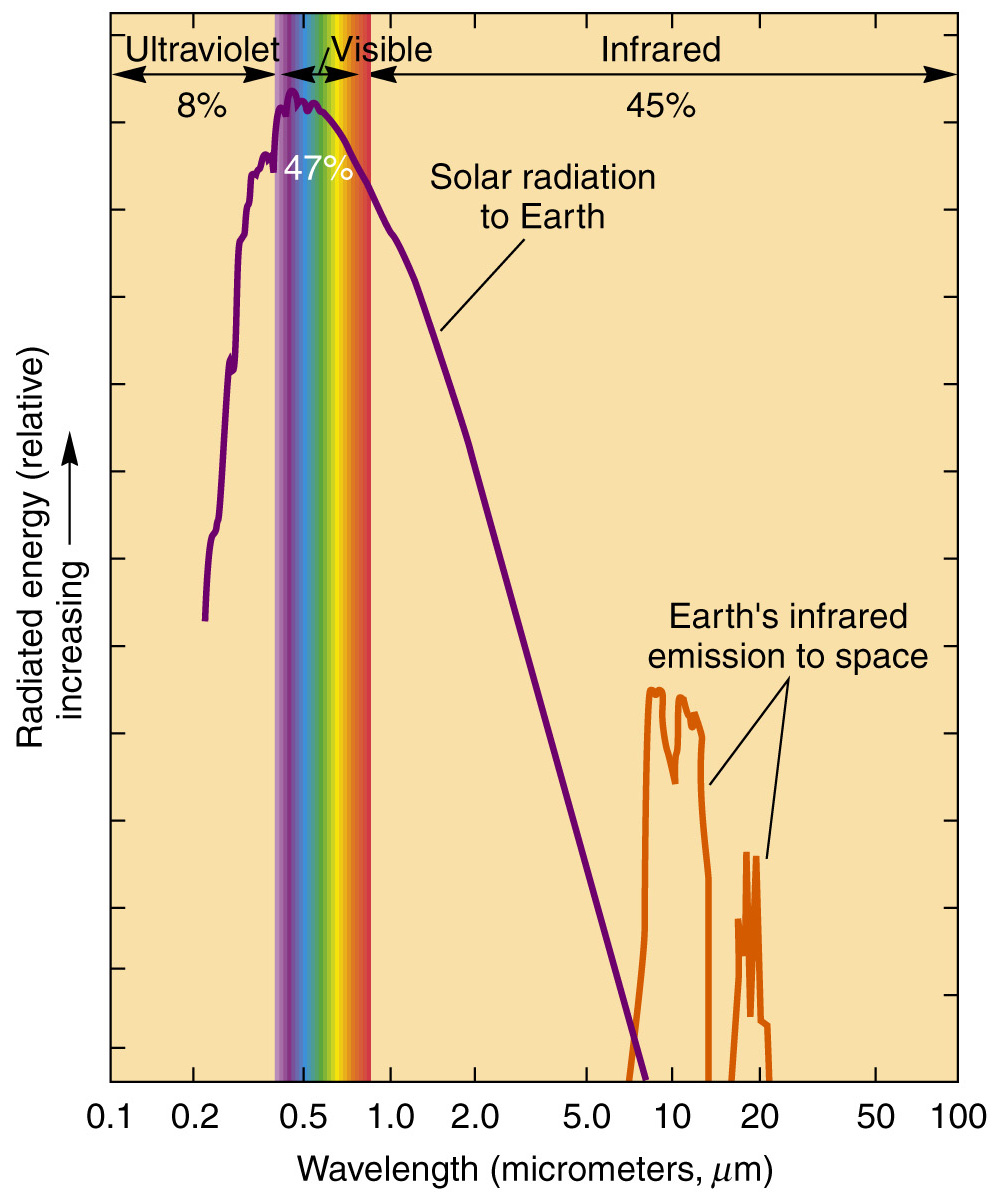 Ultraviolet
Visible
Infrared
8%
45%
47%
Solar radiation
to Earth
Radiated energy (relative)
increasing
Earth's infrared
emission to space
0.1 0.2 0.5 1.0 2.0 5.0 10 20 50 100
Wavelength (micrometers, μm)